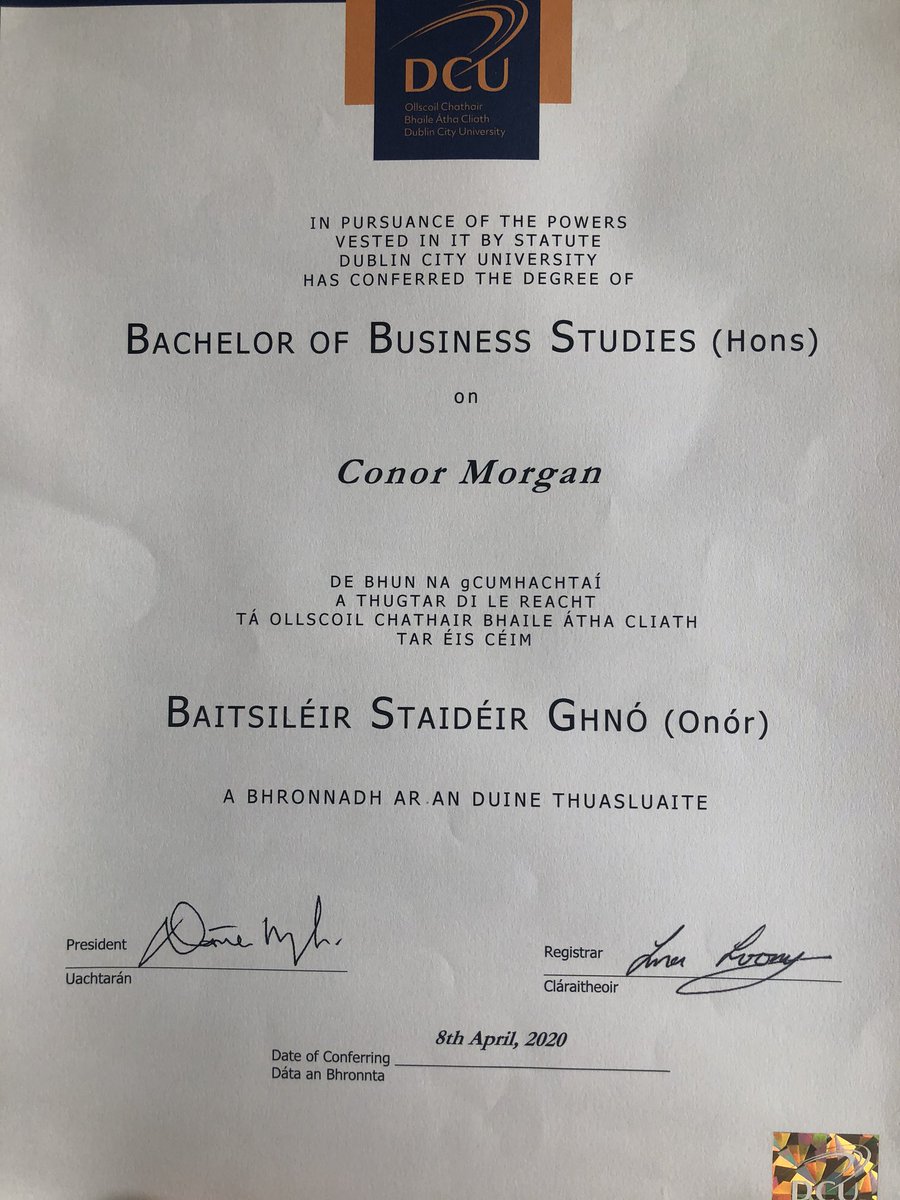 DCU
Ollscoil Chathair
Bhaile Átha Cliath
Dublin City University
IN PURSUANCE OF THE POWERS
VESTED IN IT BY STATUTE
DUBLIN CITY UNIVERSITY
HAS CONFERRED THE DEGREE OF
BACHELOR OF BUSINESS STUDIES (Hons)
on
Conor Morgan
DE BHUN NA gCUMHACHTAÍ
A THUGTAR DI LE REACHT
TÁ OLLSCOIL CHATHAIR BHAILE ÁTHA CLIATH
TAR ÉIS CÉIM
BAITSILÉIR STAIDÉIR GHNÓ (Onór)
A BHRONNADH AR AN DUINE THUASLUAITE
President
Uachtarán
Registrar
Cláraitheoir
8th April, 2020
Date of Conferring
Dáta an Bhronnta
DCU